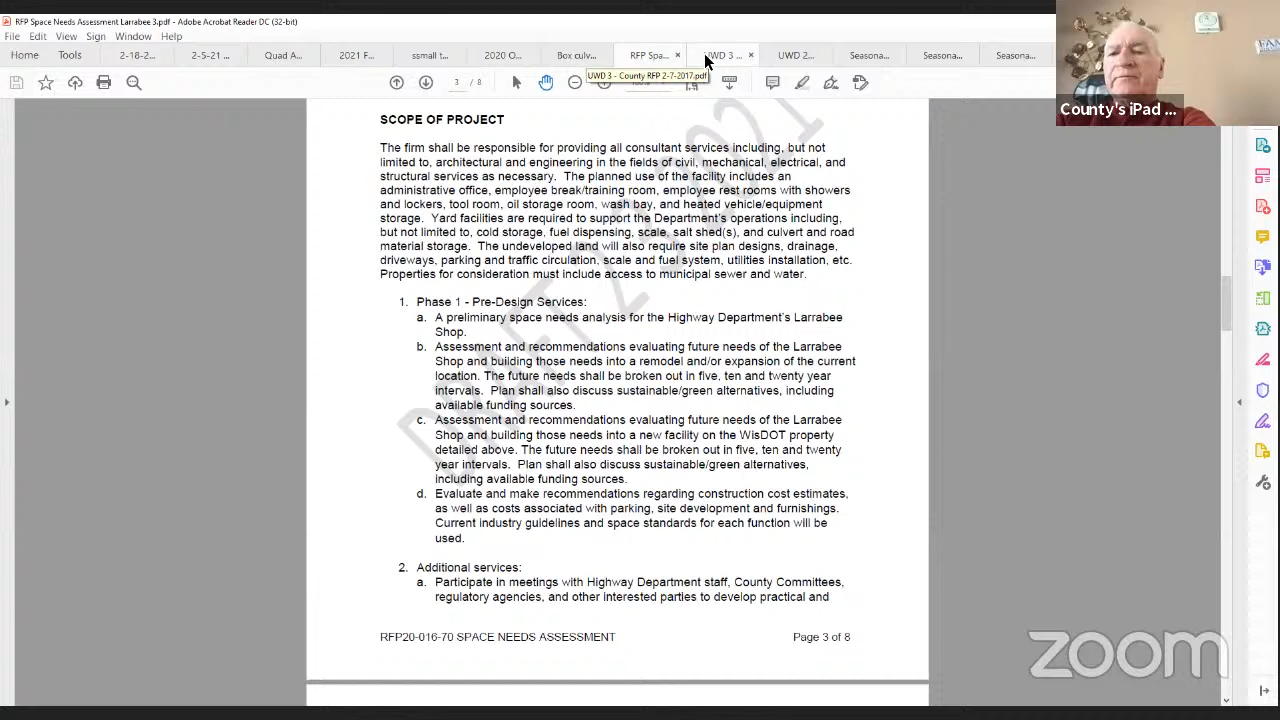 RFP Space Needs Assessment Larrabee 3.pdf - Adobe Acrobat Reader DC (32-bit)
File Edit View Sign Window Help
Home Tools 2-18-2... 2-5-21 ... Quad A... 2021 F... ssmall t... 2020 O... Box culv... RFP Spa... × UWD 3 ... × UWD 2... Seasona... Seasona... Seasona...
3 / 8
UWD 3 - County RFP 2-7-2017.pdf
County's iPad ...
SCOPE OF PROJECT
The firm shall be responsible for providing all consultant services including, but not
limited to, architectural and engineering in the fields of civil, mechanical, electrical, and
structural services as necessary. The planned use of the facility includes an
administrative office, employee break/training room, employee rest rooms with showers
and lockers, tool room, oil storage room, wash bay, and heated vehicle/equipment
storage. Yard facilities are required to support the Department's operations including,
but not limited to, cold storage, fuel dispensing, scale, salt shed(s), and culvert and road
material storage. The undeveloped land will also require site plan designs, drainage,
driveways, parking and traffic circulation, scale and fuel system, utilities installation, etc.
Properties for consideration must include access to municipal sewer and water.
1. Phase 1 - Pre-Design Services:
a. A preliminary space needs analysis for the Highway Department's Larrabee
Shop.
b. Assessment and recommendations evaluating future needs of the Larrabee
Shop and building those needs into a remodel and/or expansion of the current
location. The future needs shall be broken out in five, ten and twenty year
intervals. Plan shall also discuss sustainable/green alternatives, including
available funding sources.
c. Assessment and recommendations evaluating future needs of the Larrabee
Shop and building those needs into a new facility on the WisDOT property
detailed above. The future needs shall be broken out in five, ten and twenty
year intervals. Plan shall also discuss sustainable/green alternatives,
including available funding sources.
d. Evaluate and make recommendations regarding construction cost estimates,
as well as costs associated with parking, site development and furnishings.
Current industry guidelines and space standards for each function will be
used.
2. Additional services:
a. Participate in meetings with Highway Department staff, County Committees,
regulatory agencies, and other interested parties to develop practical and
RFP20-016-70 SPACE NEEDS ASSESSMENT Page 3 of 8
zoom